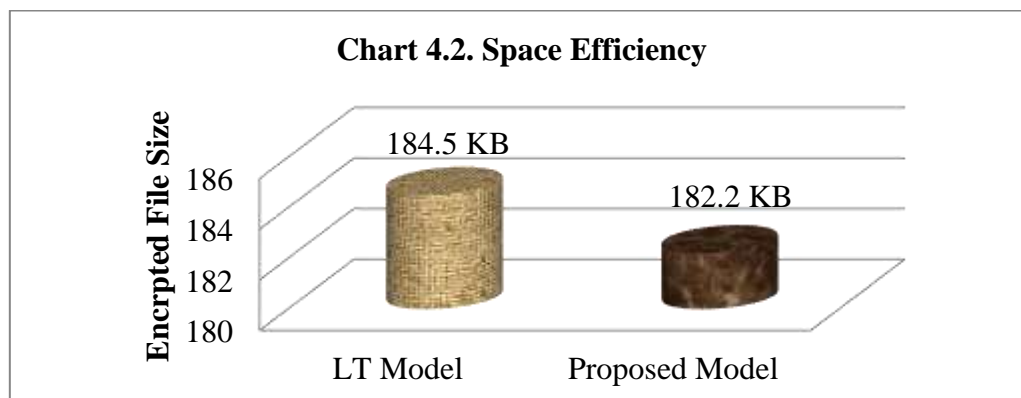 Chart 4.2. Space Efficiency
Encrpted File Size
186
184
182
180
184.5 KB
182.2 KB
LT Model
Proposed Model